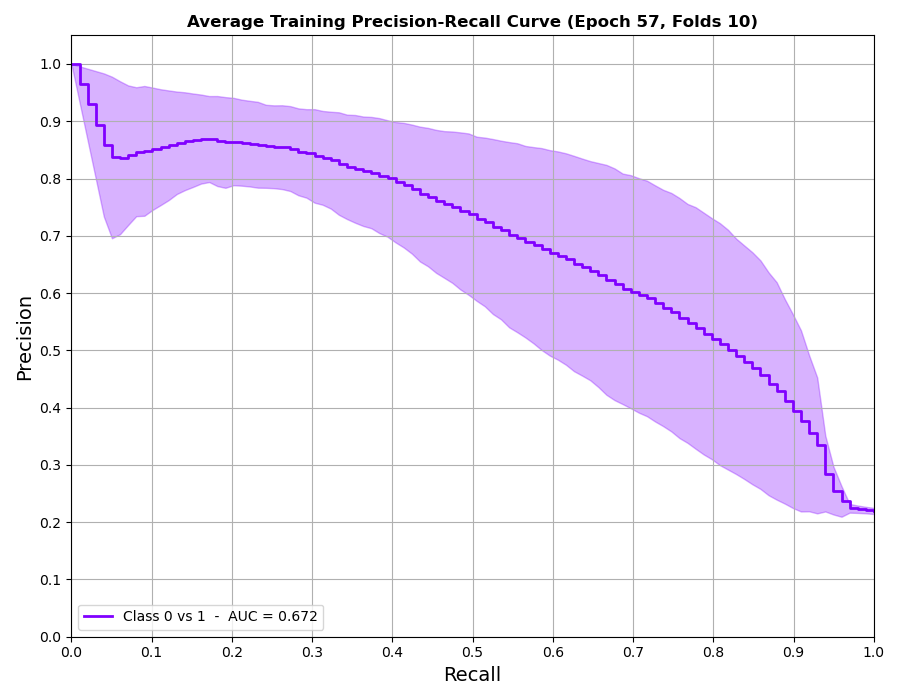 Average Training Precision-Recall Curve (Epoch 57, Folds 10)
1.0
0.9
0.8
0.7
0.6
0.5
0.4
0.3
0.2
0.1
0.0
Precision
Class 0 vs 1 - AUC = 0.672
0.0 0.1 0.2 0.3 0.4 0.5 0.6 0.7 0.8 0.9 1.0
Recall